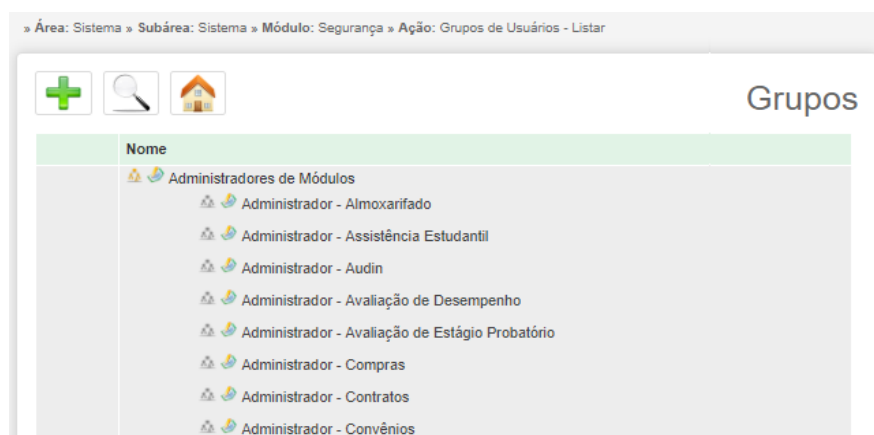 » Área: Sistema » Subárea: Sistema » Módulo: Segurança » Ação: Grupos de Usuários - Listar
Grupos
Nome
Administradores de Módulos
Administrador - Almoxarifado
Administrador - Assistência Estudantil
Administrador - Audin
Administrador - Avaliação de Desempenho
Administrador - Avaliação de Estágio Probatório
Administrador - Compras
Administrador - Contratos
Administrador - Convênios